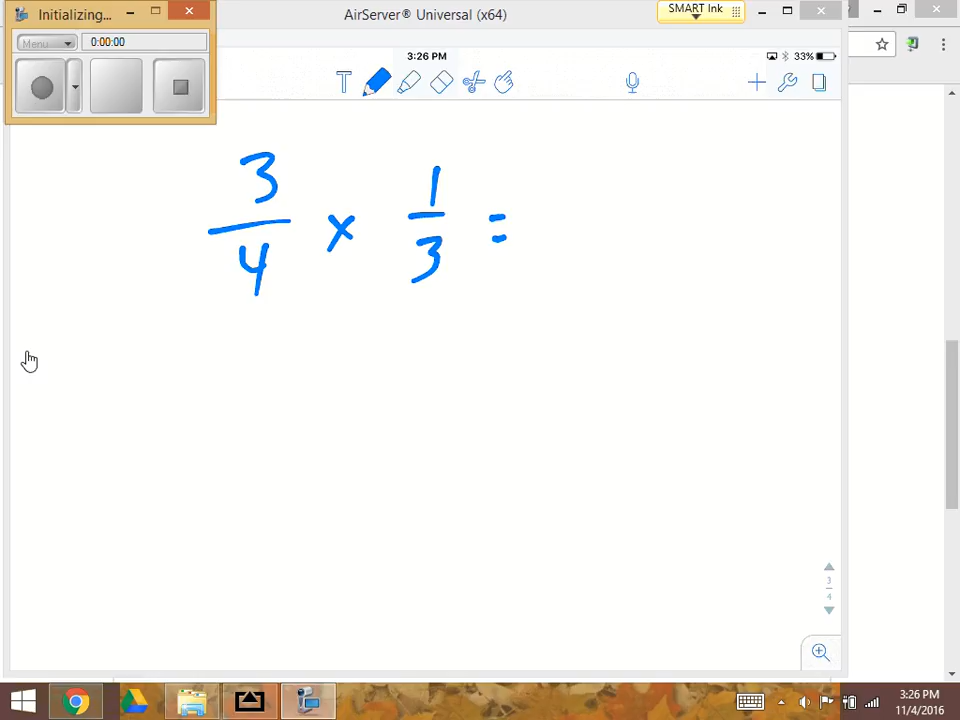 Initializing...
Menu
0:00:00
AirServer® Universal (x64)
SMART Ink
3:26 PM
33%
T
3/4 x 1/3 =
3
4
3:26 PM
11/4/2016